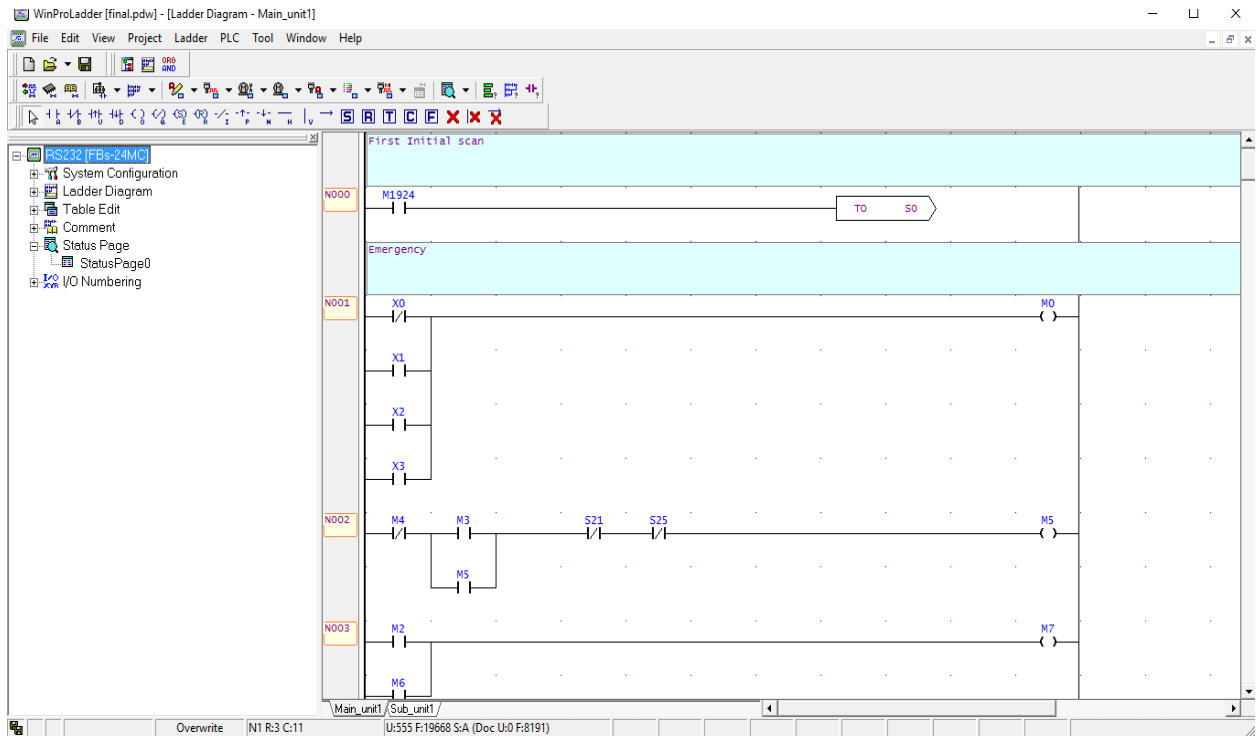 WinProLadder [final.pdw] - [Ladder Diagram - Main_unit1]
File Edit View Project Ladder PLC Tool Window Help
ORG
AND
A B U D O Q S R I P N H V S R T C F
RS232 [FBs-24MC]
System Configuration
Ladder Diagram
Table Edit
Comment
Status Page
StatusPage0
I/O Numbering
First Initial scan
N000 M1924
TO S0
Emergency
N001 X0 M0
X1
X2
X3
N002 M4 M3 S21 S25 M5
M5
N003 M2 M7
M6
Main_unit1 Sub_unit1
Overwrite N1 R:3 C:11 U:555 F:19668 S:A (Doc U:0 F:8191)